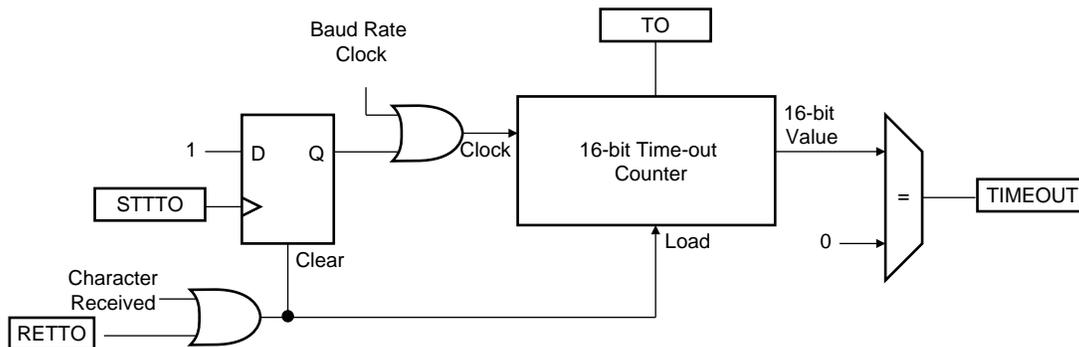 TO
Baud Rate
Clock
16-bit
Value
1
D
Q
Clock
16-bit Time-out
Counter
=
TIMEOUT
STTTO
Clear
Load
0
Character
Received
RETTO